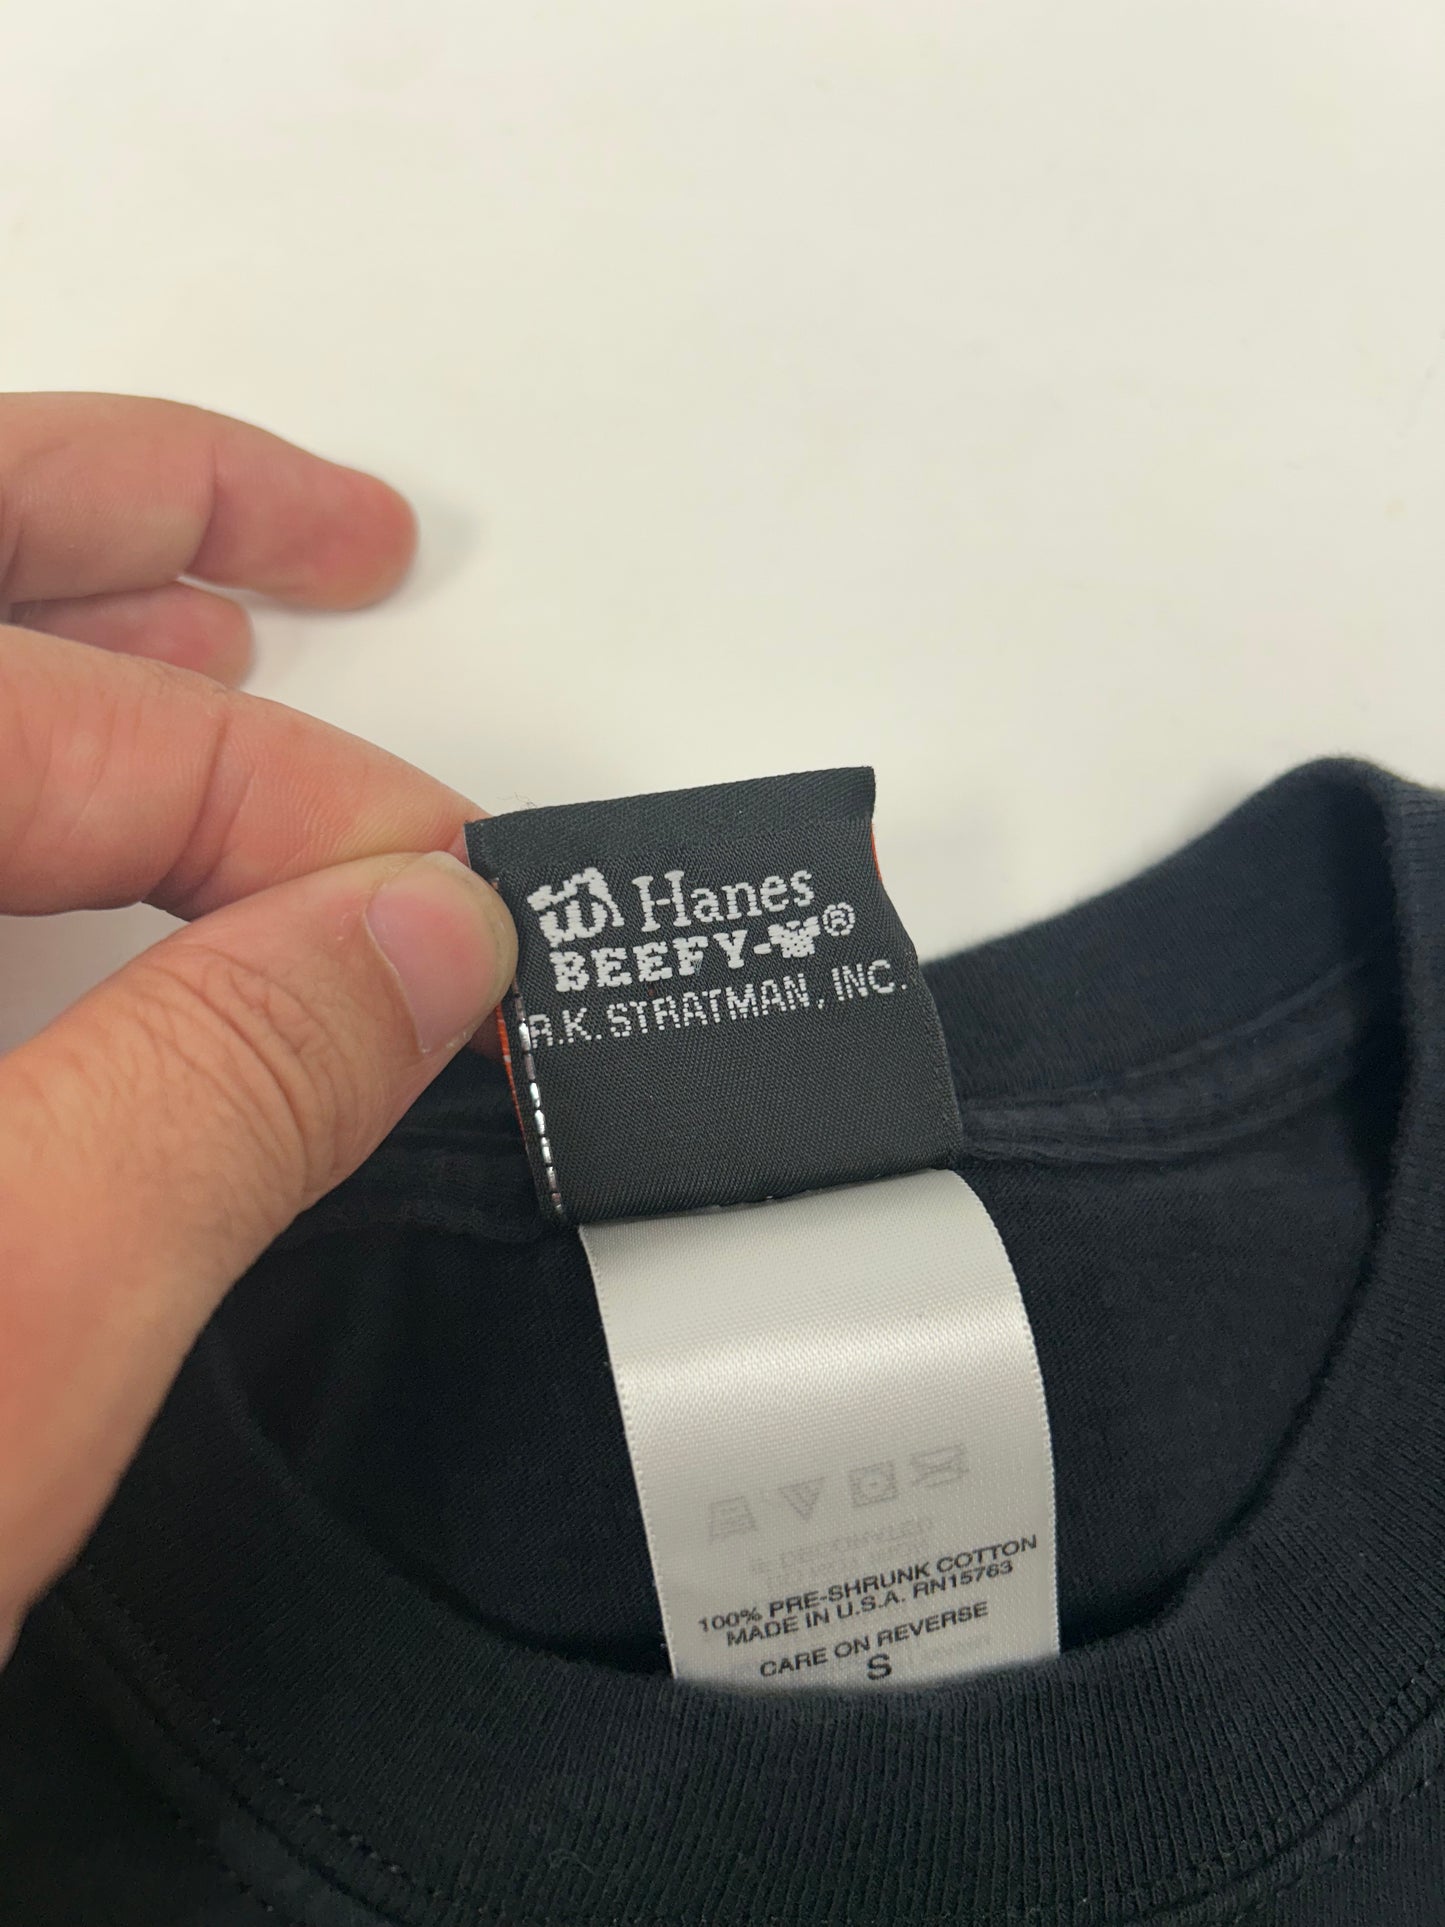 Hanes
BEEFY-T®
R.K. STRATMAN, INC.
100% PRE-SHRUNK COTTON
MADE IN U.S.A. RN15763
CARE ON REVERSE
S